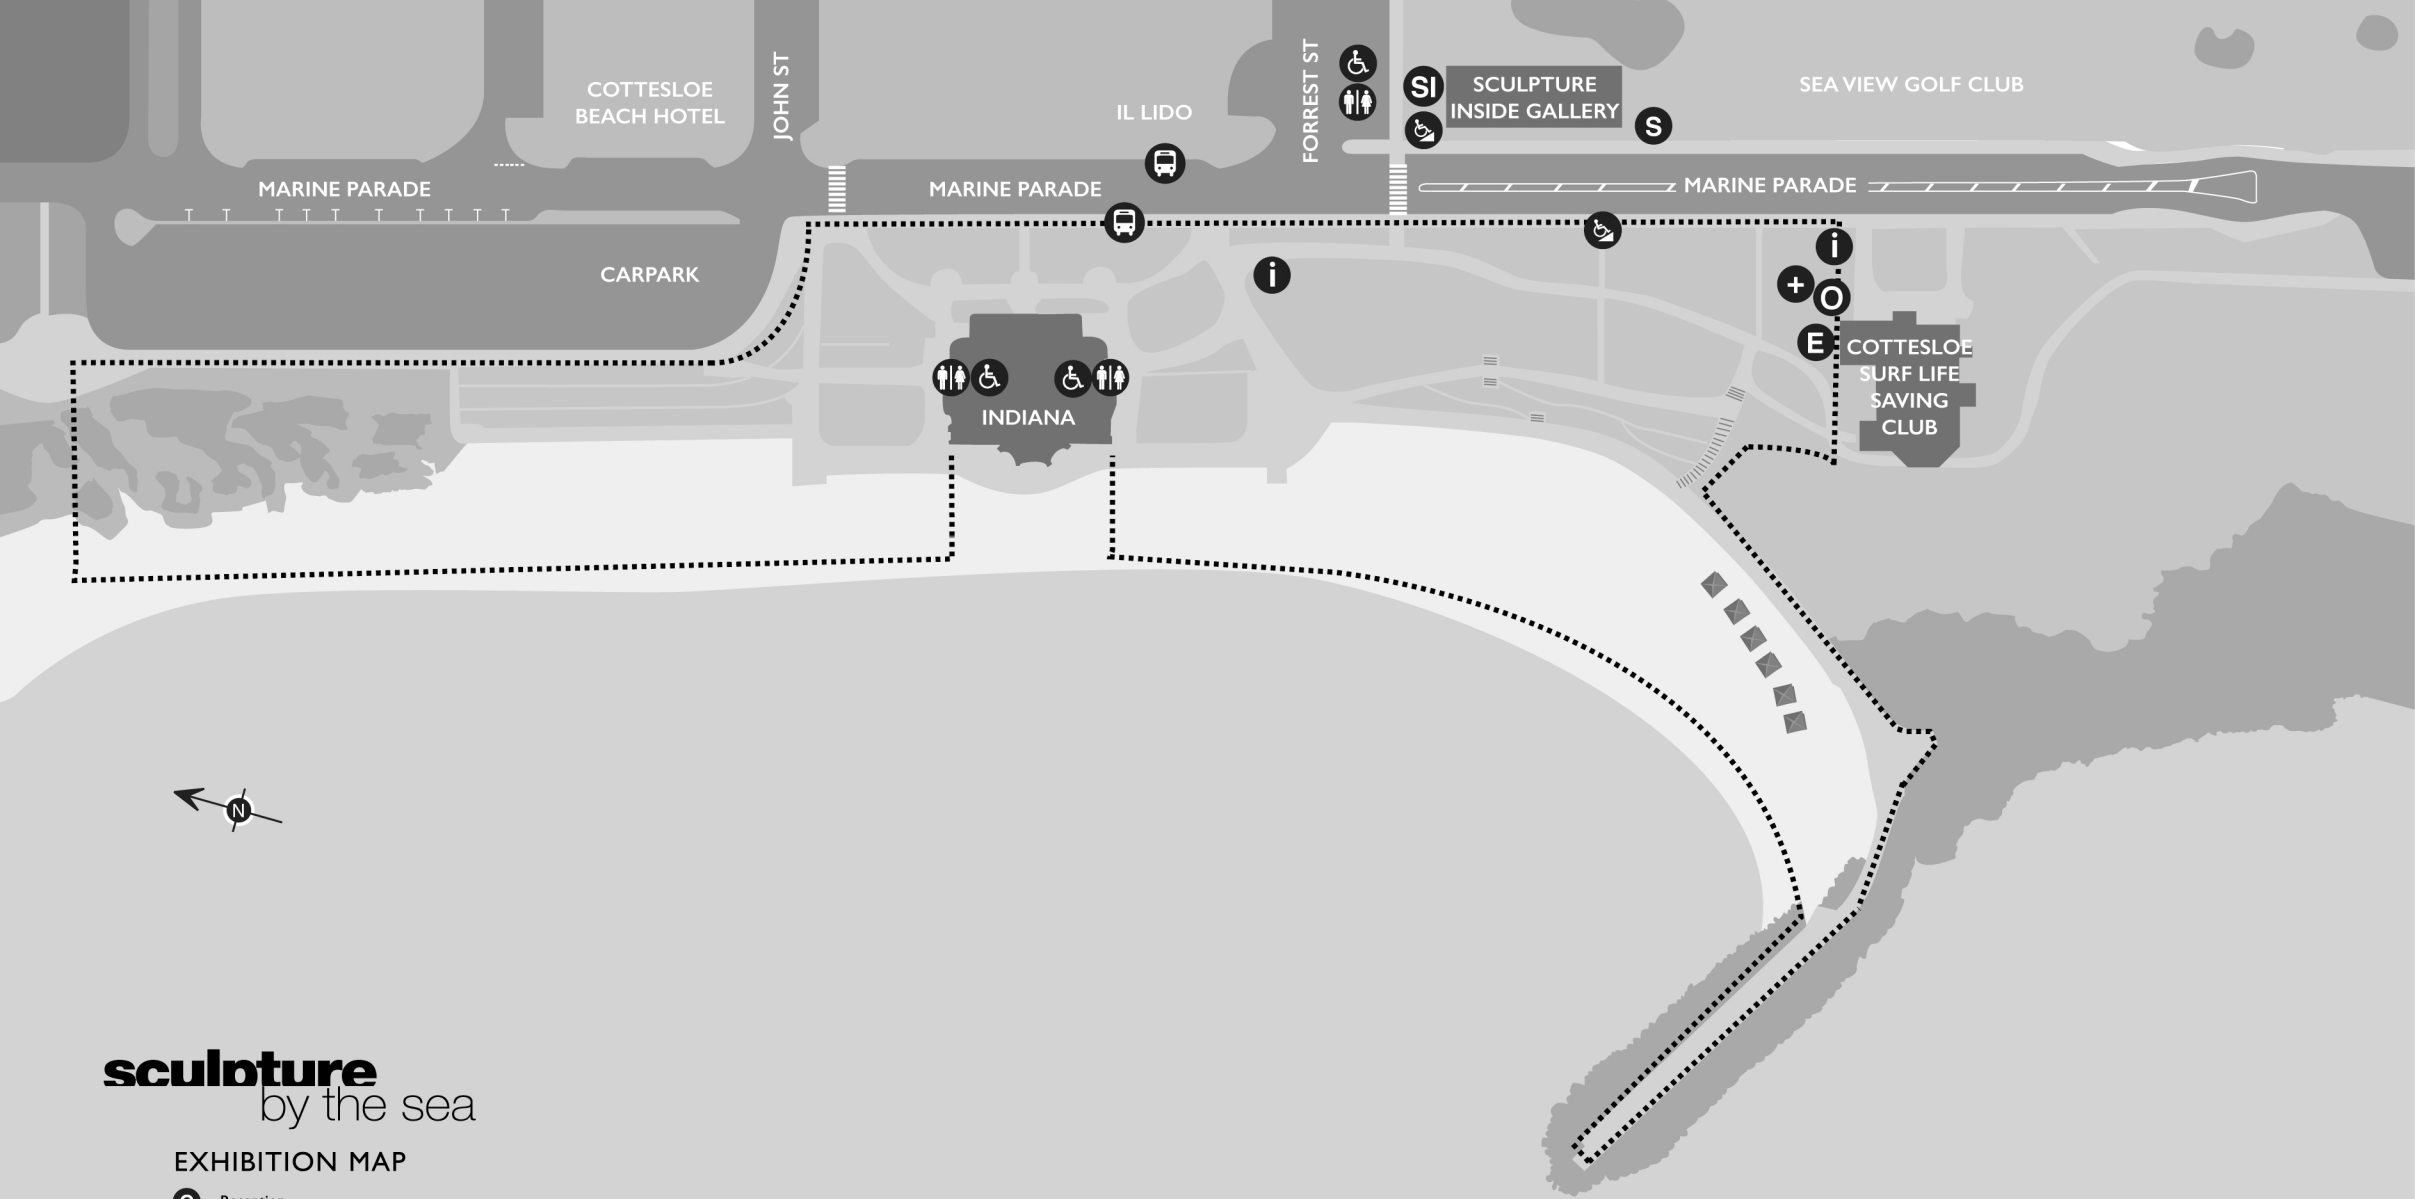 COTTESLOE
BEACH HOTEL
JOHN ST
IL LIDO
FORREST ST
SI
SCULPTURE
INSIDE GALLERY
S
SEA VIEW GOLF CLUB
MARINE PARADE
MARINE PARADE
MARINE PARADE
CARPARK
i
i
+
O
E
INDIANA
COTTESLOE
SURF LIFE
SAVING
CLUB
N
sculpture
by the sea
EXHIBITION MAP